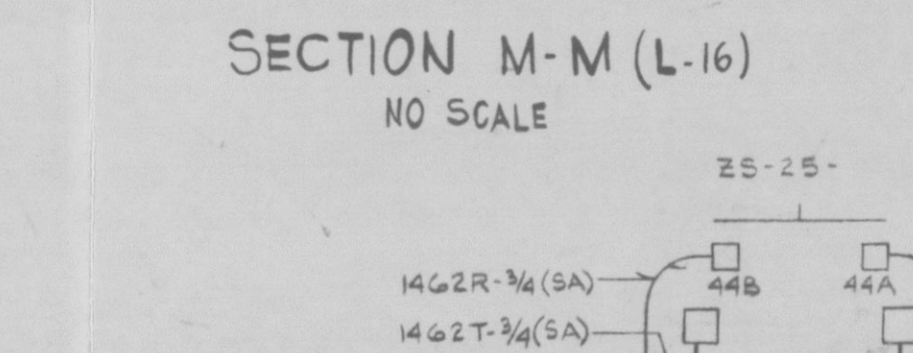 SECTION M-M (L-16)
NO SCALE
ZS-25-
1462R-3/4(SA)
44B
44A
1462T-3/4(SA)